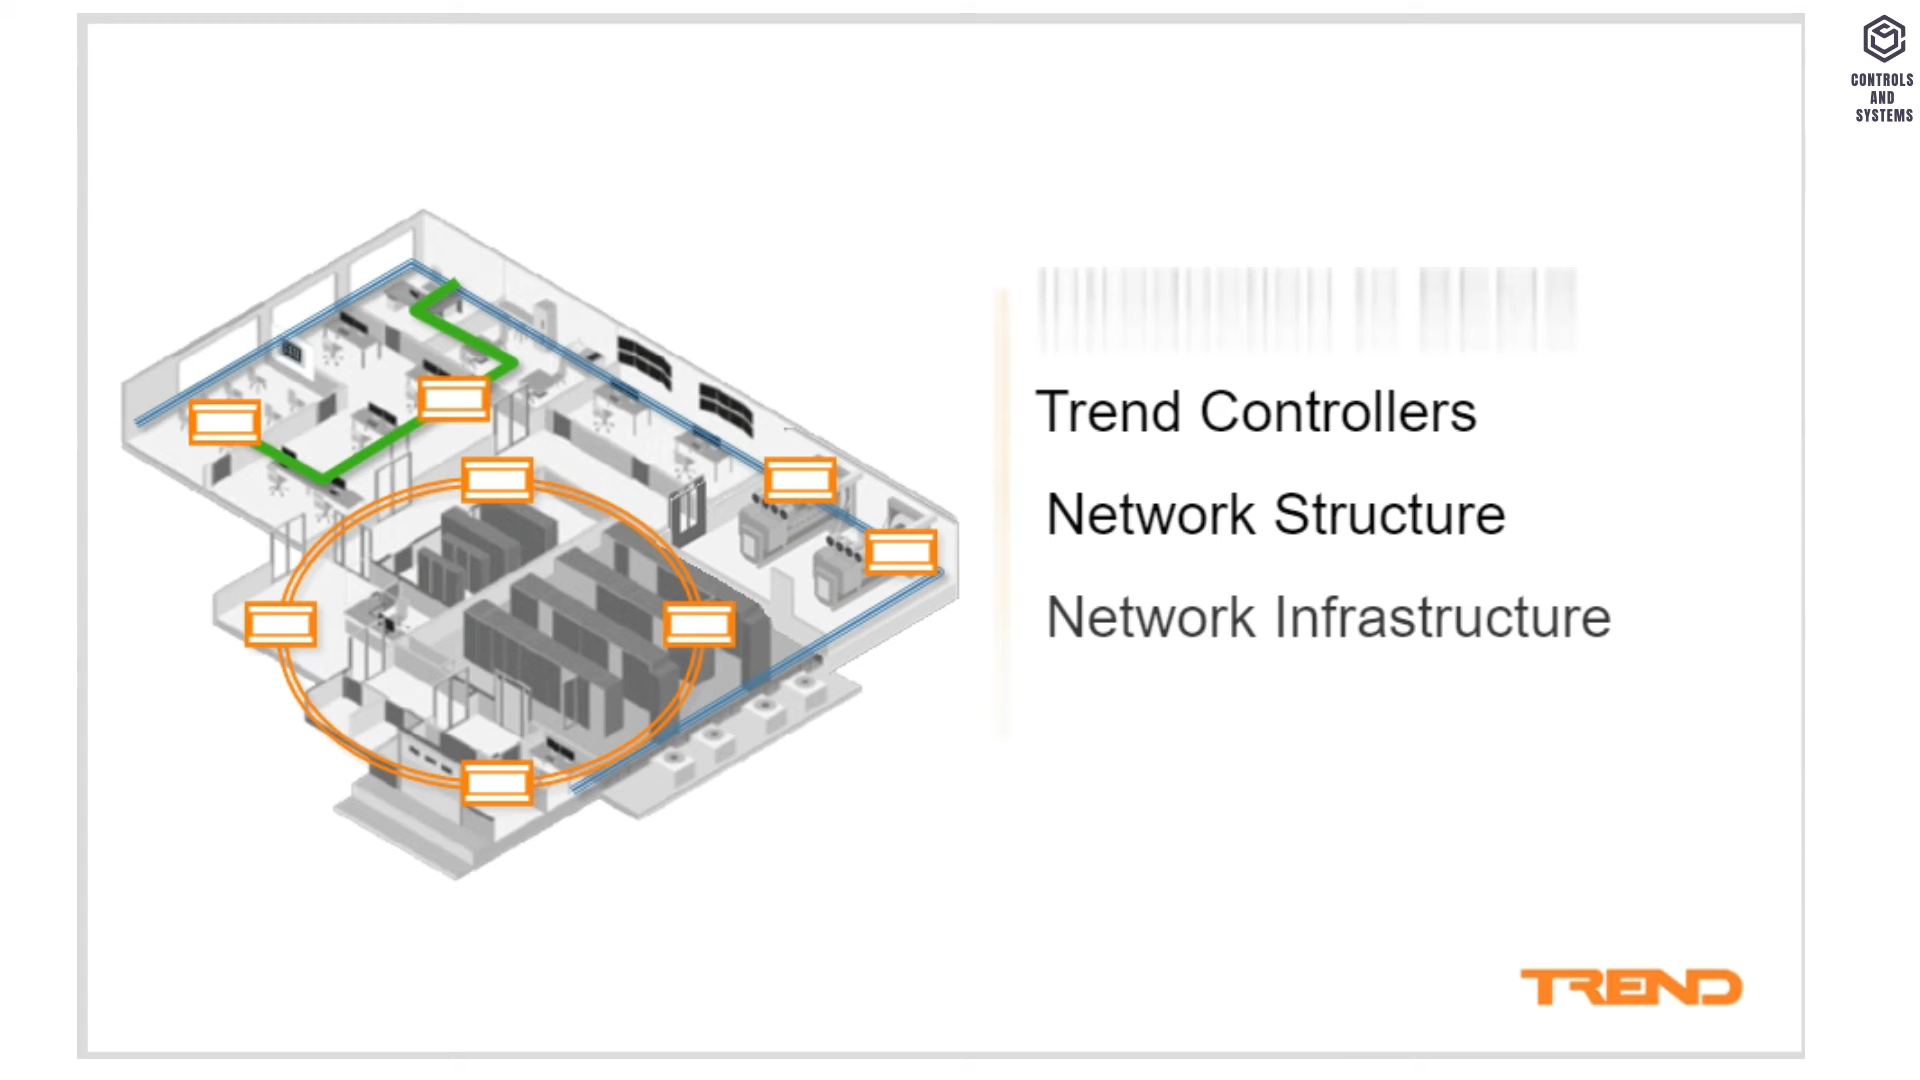 CONTROLS
AND
SYSTEMS
Trend Controllers
Network Structure
Network Infrastructure
TREND